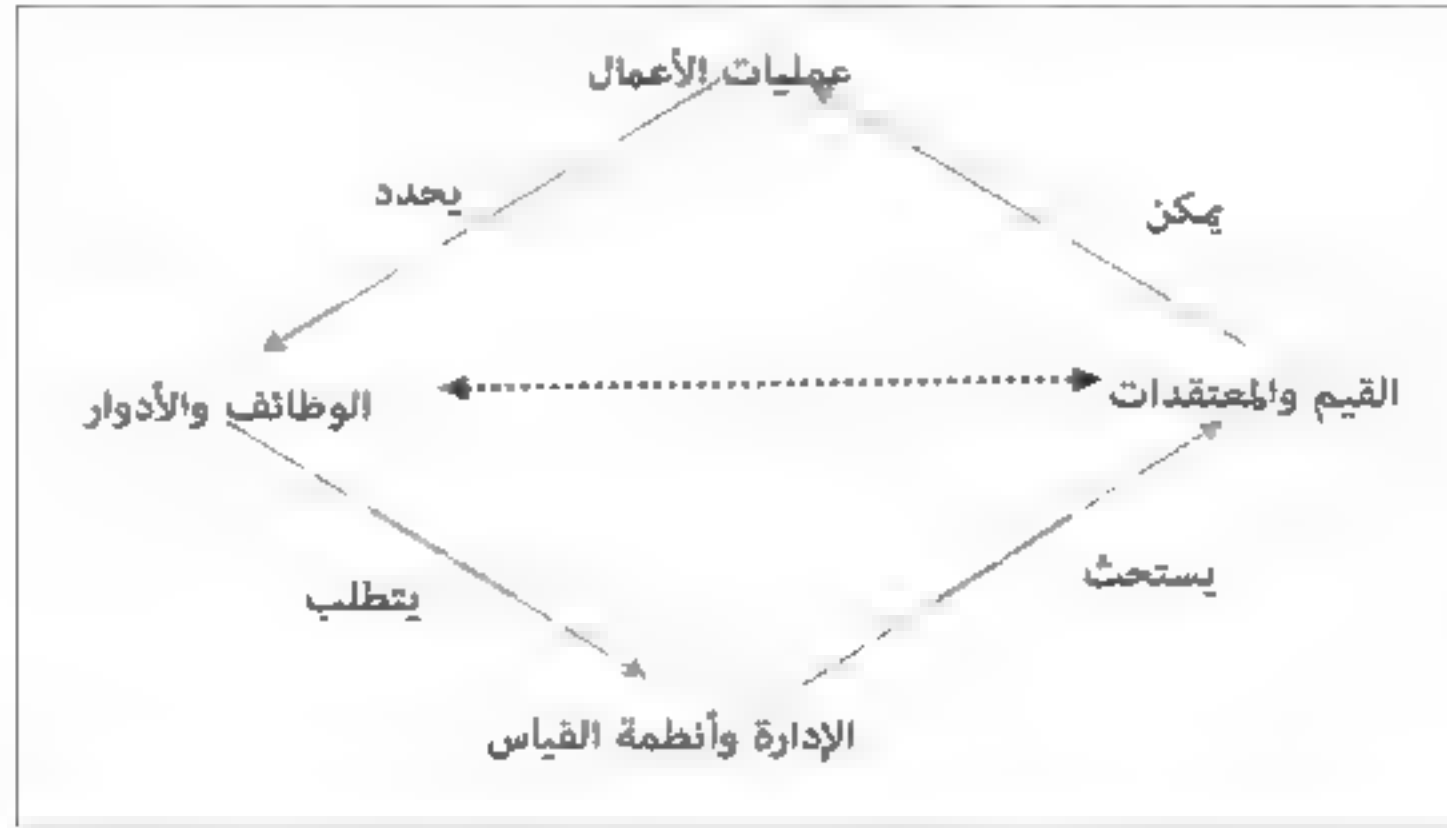 عمليات الأعمال
يحدد
يمكن
القيم والمعتقدات
الوظائف والأدوار
يستحث
يتطلب
الإدارة وأنظمة القياس